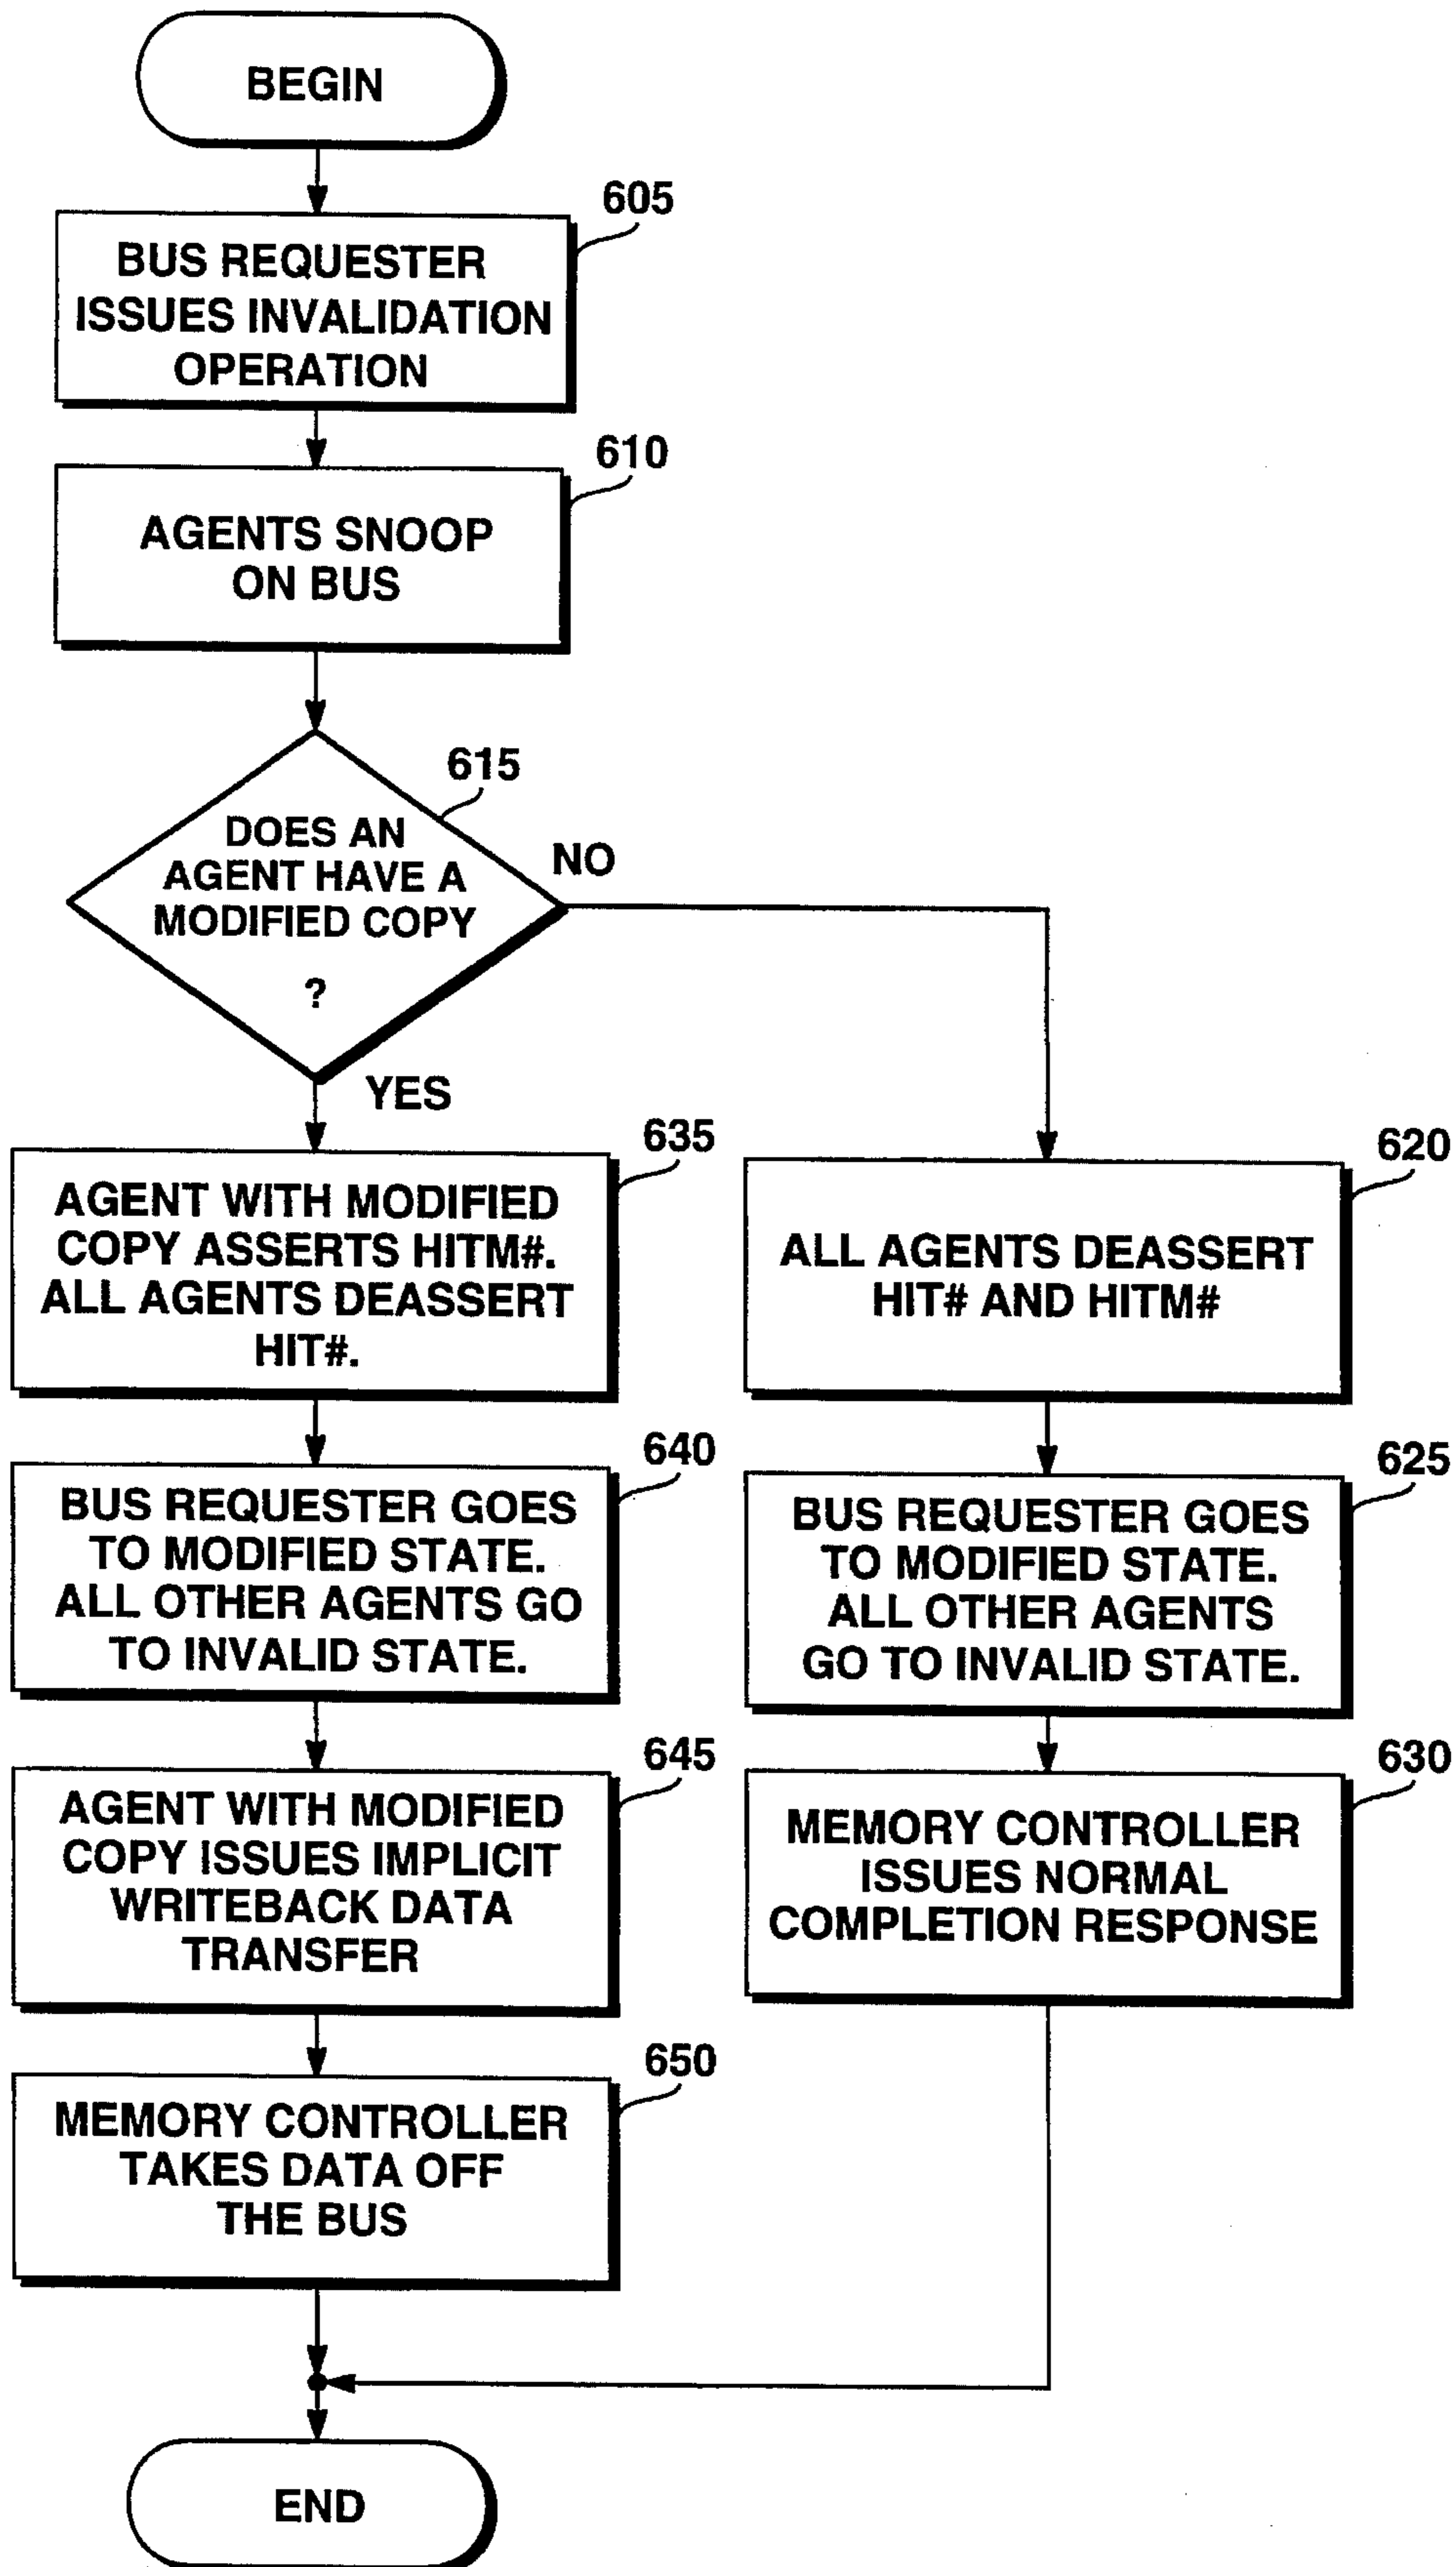 BEGIN
605
BUS REQUESTER
ISSUES INVALIDATION
OPERATION
610
AGENTS SNOOP
ON BUS
615
DOES AN
AGENT HAVE A
MODIFIED COPY
?
NO
YES
635
AGENT WITH MODIFIED
COPY ASSERTS HITM#.
ALL AGENTS DEASSERT
HIT#.
620
ALL AGENTS DEASSERT
HIT# AND HITM#
640
BUS REQUESTER GOES
TO MODIFIED STATE.
ALL OTHER AGENTS GO
TO INVALID STATE.
625
BUS REQUESTER GOES
TO MODIFIED STATE.
ALL OTHER AGENTS
GO TO INVALID STATE.
645
AGENT WITH MODIFIED
COPY ISSUES IMPLICIT
WRITEBACK DATA
TRANSFER
630
MEMORY CONTROLLER
ISSUES NORMAL
COMPLETION RESPONSE
650
MEMORY CONTROLLER
TAKES DATA OFF
THE BUS
END